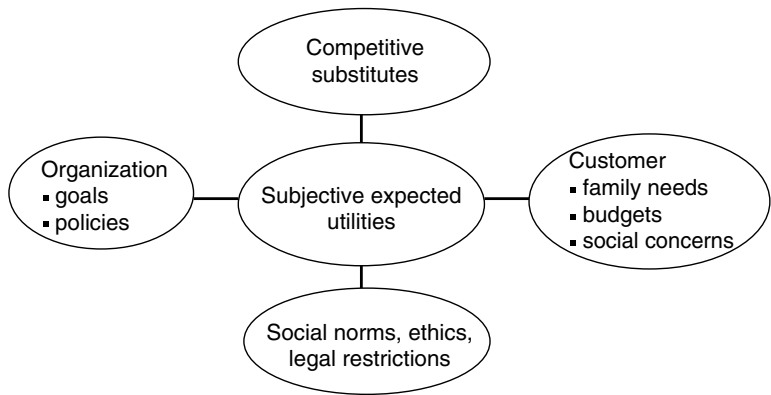 Competitive
substitutes
Organization
▪ goals
▪ policies
Subjective expected
utilities
Customer
▪ family needs
▪ budgets
▪ social concerns
Social norms, ethics,
legal restrictions